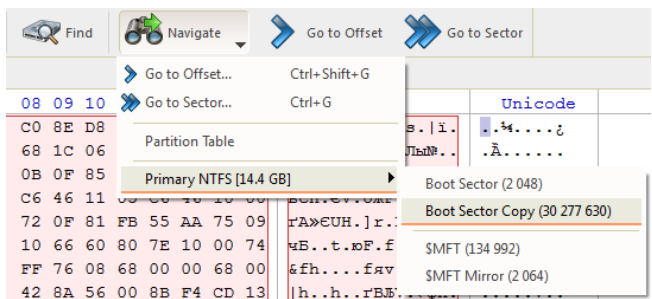 Find Navigate Go to Offset Go to Sector
Go to Offset... Ctrl+Shift+G
08 09 10 Go to Sector... Ctrl+G Unicode
C0 8E D8
Partition Table
68 1C 06
0B 0F 85 Primary NTFS [14.4 GB]
Boot Sector (2 048)
C6 46 11
Boot Sector Copy (30 277 630)
72 0F 81 FB 55 AA 75 09
10 66 60 80 7E 10 00 74
$MFT (134 992)
FF 76 08 68 00 00 68 00
$MFT Mirror (2 064)
42 8A 56 00 8B F4 CD 13